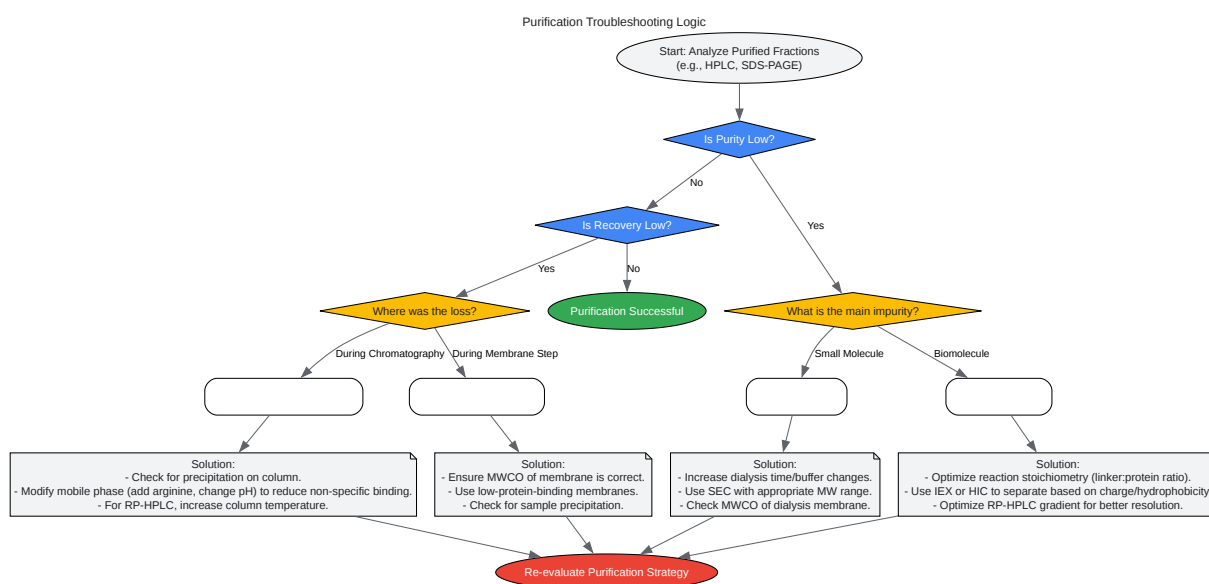 Purification Troubleshooting Logic
Start: Analyze Purified Fractions
(e.g., HPLC, SDS-PAGE)
Is Purity Low?
No
Yes
Is Recovery Low?
Yes
No
Where was the loss?
Purification Successful
What is the main impurity?
During Chromatography
During Membrane Step
Small Molecule
Biomolecule
Solution:
- Check for precipitation on column.
- Modify mobile phase (add arginine, change pH) to reduce non-specific binding.
- For RP-HPLC, increase column temperature.
Solution:
- Ensure MWCO of membrane is correct.
- Use low-protein-binding membranes.
- Check for sample precipitation.
Solution:
- Increase dialysis time/buffer changes.
- Use SEC with appropriate MW range.
- Check MWCO of dialysis membrane.
Solution:
- Optimize reaction stoichiometry (linker:protein ratio).
- Use IEX or HIC to separate based on charge/hydrophobicity
- Optimize RP-HPLC gradient for better resolution.
Re-evaluate Purification Strategy